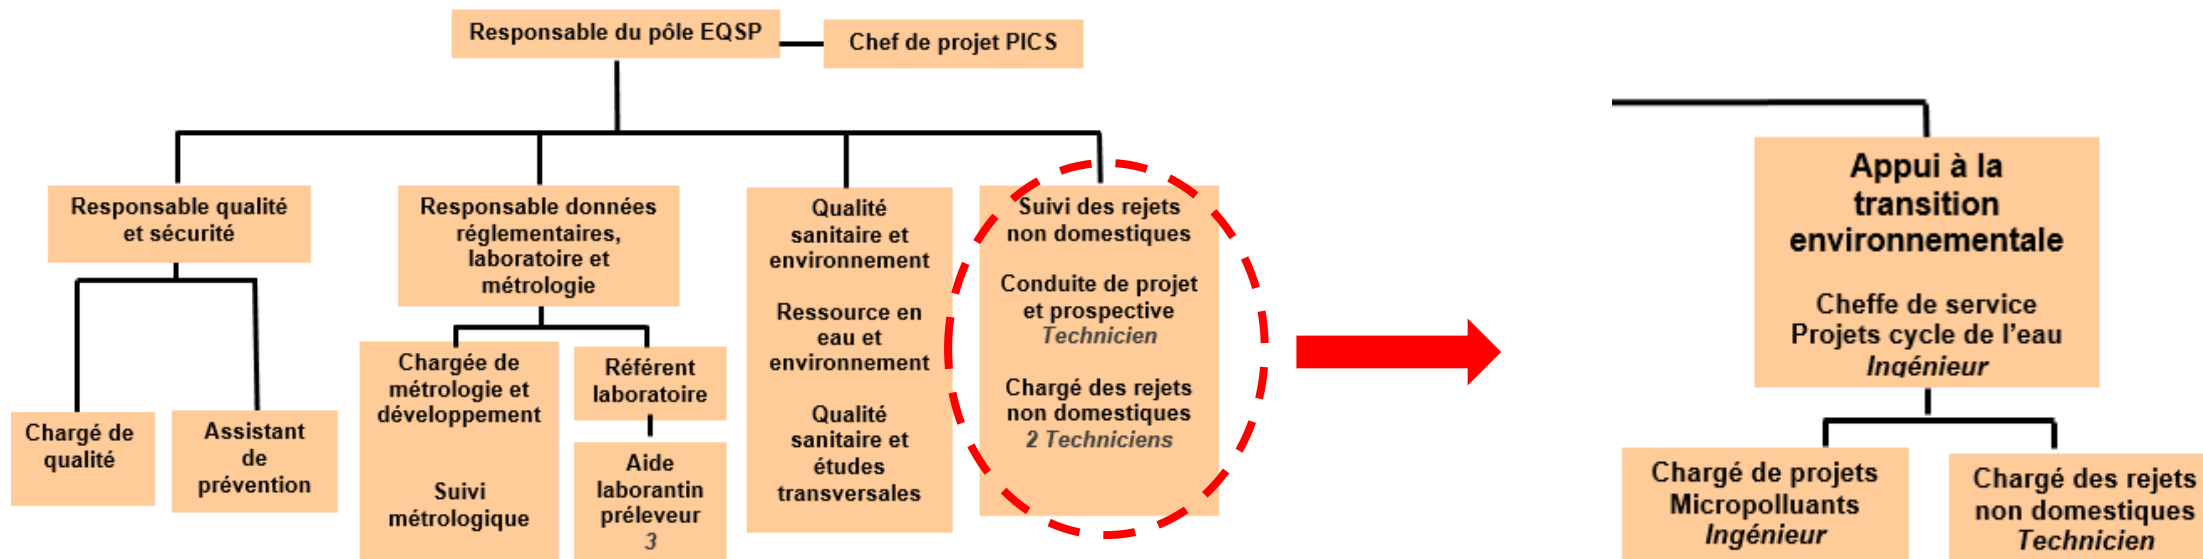 Responsable du pôle EQSP
Chef de projet PICS
Responsable qualité
et sécurité
Chargé de
qualité
Assistant
de
prévention
Responsable données
réglementaires,
laboratoire et
métrologie
Chargée de
métrologie et
développement
Suivi
métrologique
Référent
laboratoire
Aide
laborantin
préleveur
3
Qualité
sanitaire et
environnement
Ressource en
eau et
environnement
Qualité
sanitaire et
études
transversales
Suivi des rejets
non domestiques
Conduite de projet
et prospective
Technicien
Chargé des rejets
non domestiques
2 Techniciens
Appui à la
transition
environnementale
Cheffe de service
Projets cycle de l'eau
Ingénieur
Chargé de projets
Micropolluants
Ingénieur
Chargé des rejets
non domestiques
Technicien